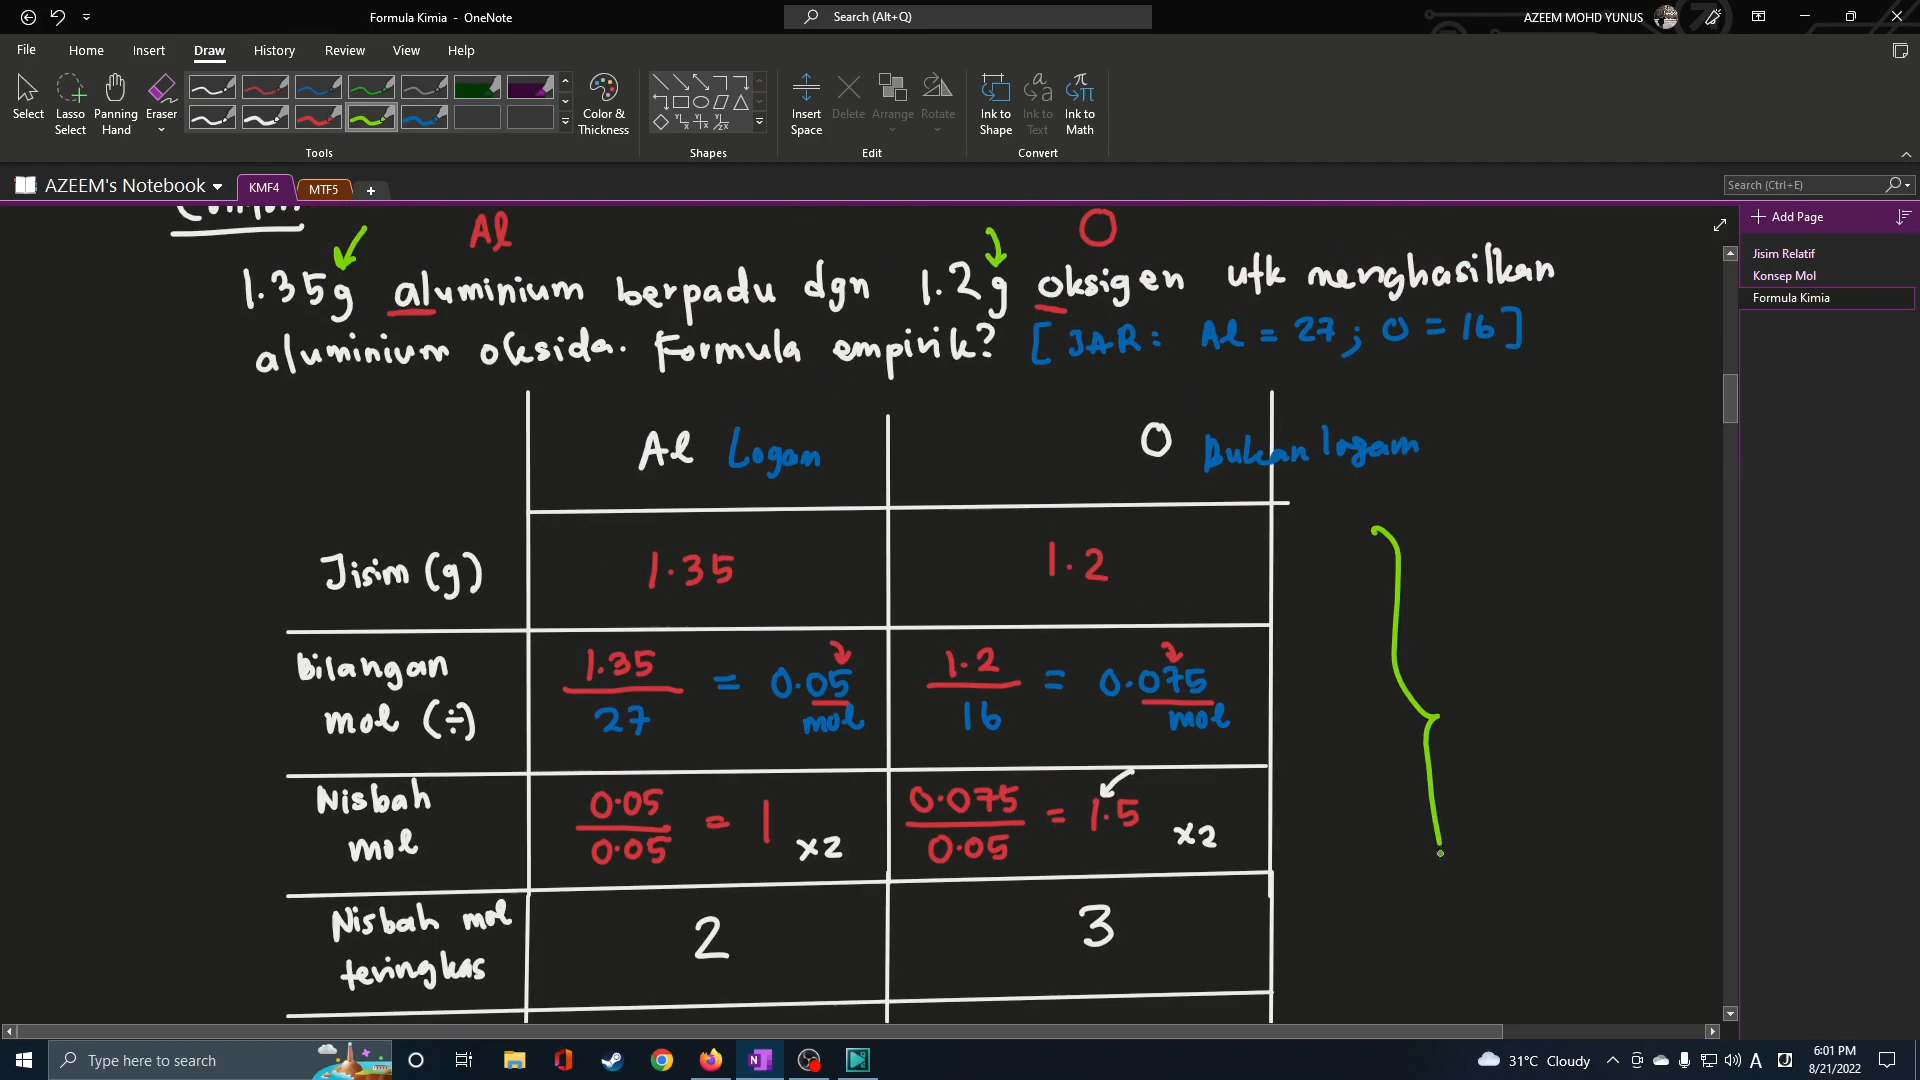 Formula Kimia - OneNote
Search (Alt+Q)
AZEEM MOHD YUNUS
File Home Insert Draw History Review View Help
Select
Lasso Select
Panning Hand
Eraser
Color & Thickness
Insert Space
Delete
Arrange
Rotate
Ink to Shape
Ink to Text
Ink to Math
Tools
Shapes
Edit
Convert
AZEEM's Notebook
KMF4
MTF5
Search (Ctrl+E)
Add Page
Jisim Relatif
Konsep Mol
Formula Kimia
Contoh
Al O
1.35g aluminium berpadu dgn 1.2g oksigen utk menghasilkan
aluminium oksida. Formula empirik? [JAR: Al = 27; O = 16]
Al Logam O Bukan logam
Jisim (g) 1.35 1.2
Bilangan mol (÷) 1.35/27 = 0.05 mol 1.2/16 = 0.075 mol
Nisbah mol 0.05/0.05 = 1 x2 0.075/0.05 = 1.5 x2
Nisbah mol teringkas 2 3
Type here to search
31°C Cloudy
6:01 PM
8/21/2022